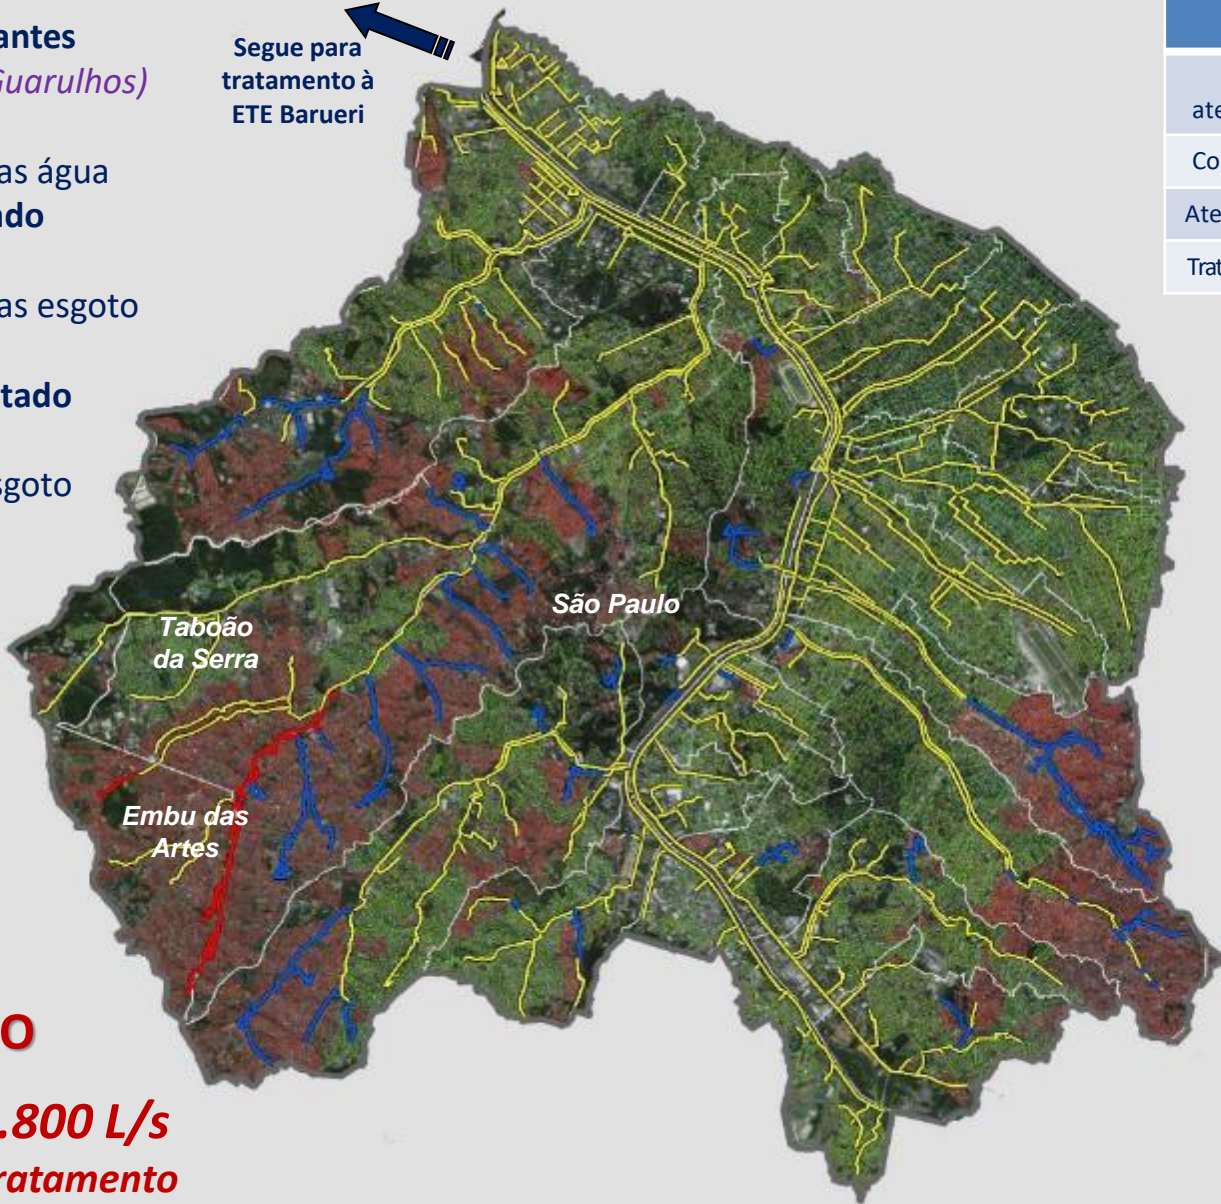 antes
Guarulhos)
as água
ado
as esgoto
tado
sgoto
O
.800 L/s
ratamento
Segue para
tratamento à
ETE Barueri
São Paulo
Taboão
da Serra
Embu das
Artes
ate
Co
Ate
Trat